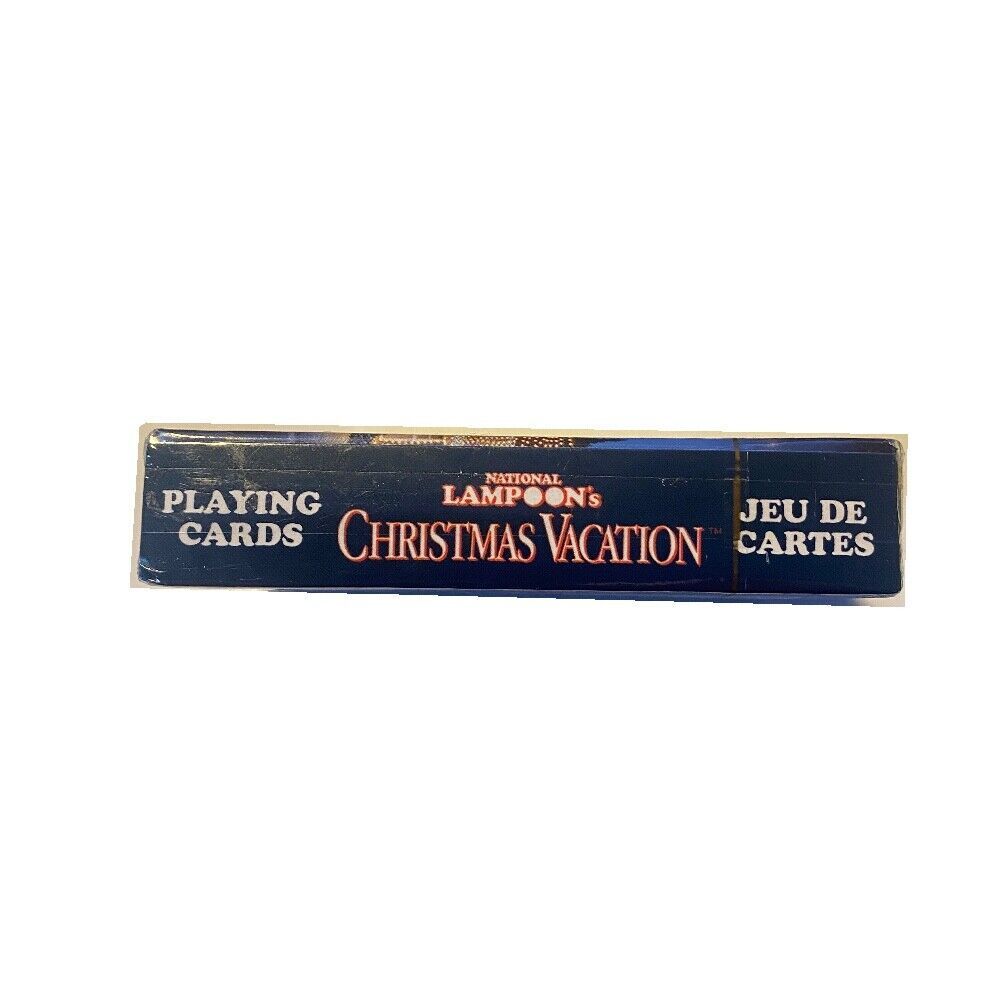 PLAYING
CARDS
NATIONAL
LAMPOON's
CHRISTMAS VACATION™
JEU DE
CARTES